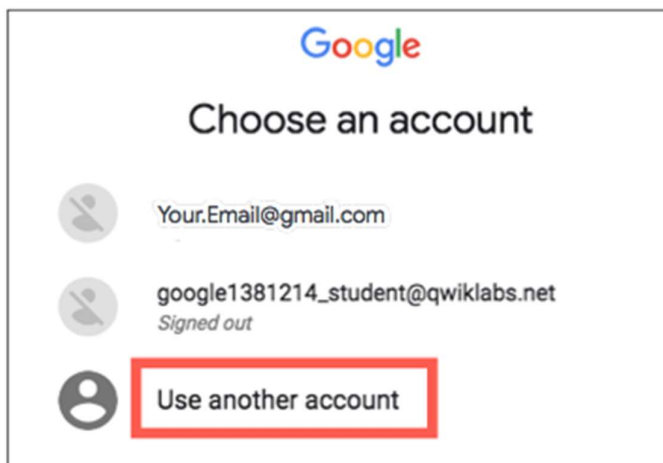 Google
Choose an account
Your.Email@gmail.com
google1381214_student@qwiklabs.net
Signed out
Use another account